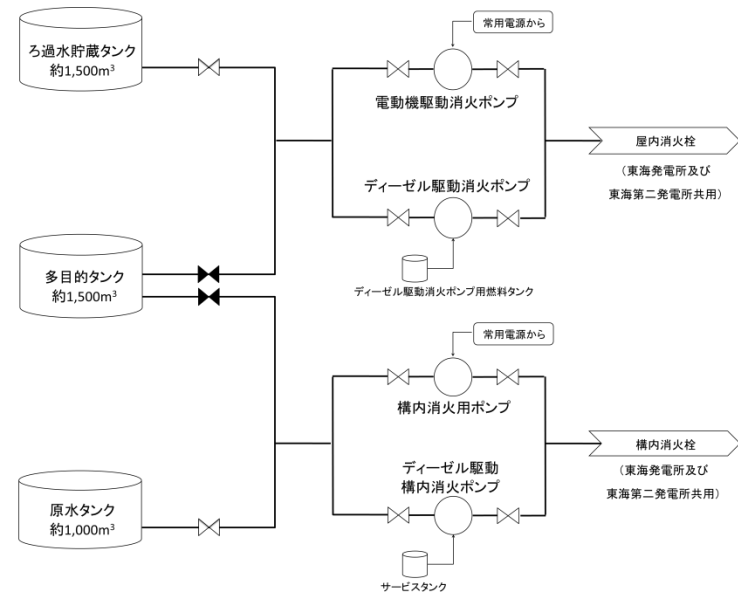 常用電源から
ろ過水貯蔵タンク
約1,500m³
電動機駆動消火ポンプ
屋内消火栓
(東海発電所及び
東海第二発電所共用)
ディーゼル駆動消火ポンプ
多目的タンク
約1,500m³
ディーゼル駆動消火ポンプ用燃料タンク
常用電源から
構内消火用ポンプ
構内消火栓
(東海発電所及び
東海第二発電所共用)
ディーゼル駆動
構内消火ポンプ
原水タンク
約1,000m³
サービスタンク